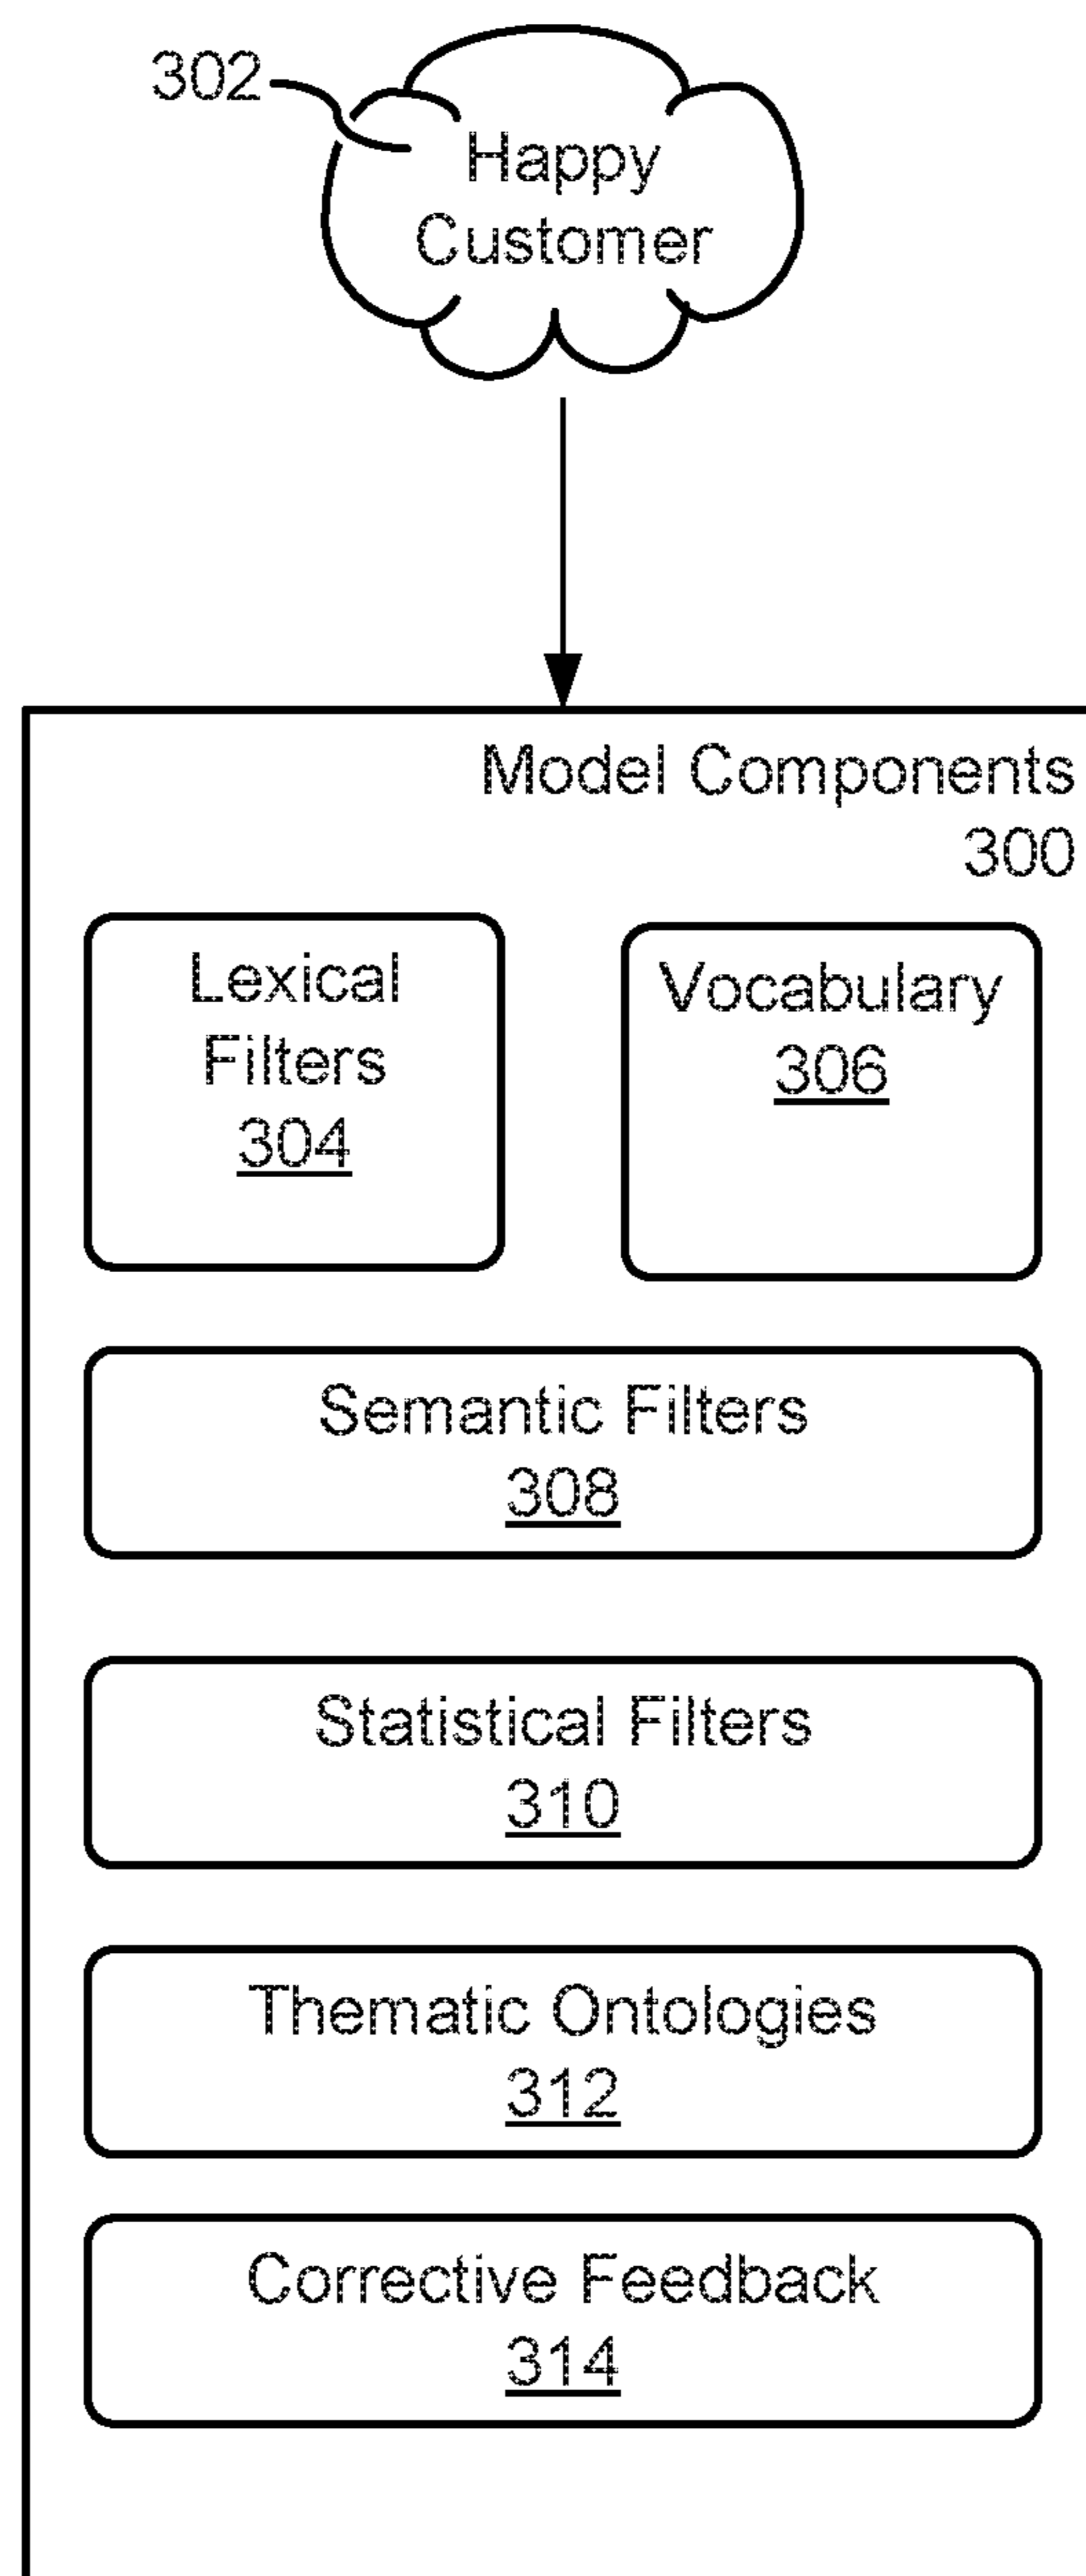 302
Happy
Customer
Model Components
300
Lexical
Filters
304
Vocabulary
306
Semantic Filters
308
Statistical Filters
310
Thematic Ontologies
312
Corrective Feedback
314